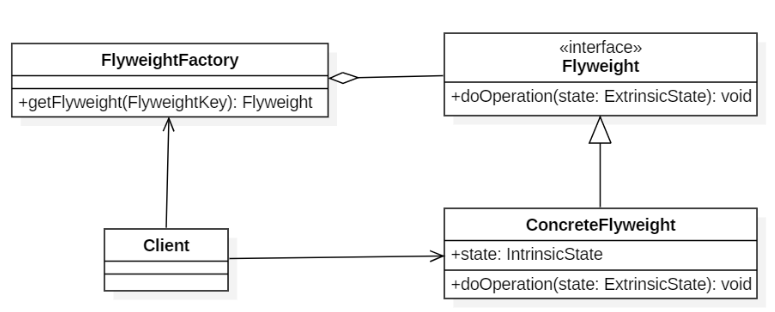 FlyweightFactory
+getFlyweight(FlyweightKey): Flyweight
«interface»
Flyweight
+doOperation(state: ExtrinsicState): void
Client
ConcreteFlyweight
+state: IntrinsicState
+doOperation(state: ExtrinsicState): void